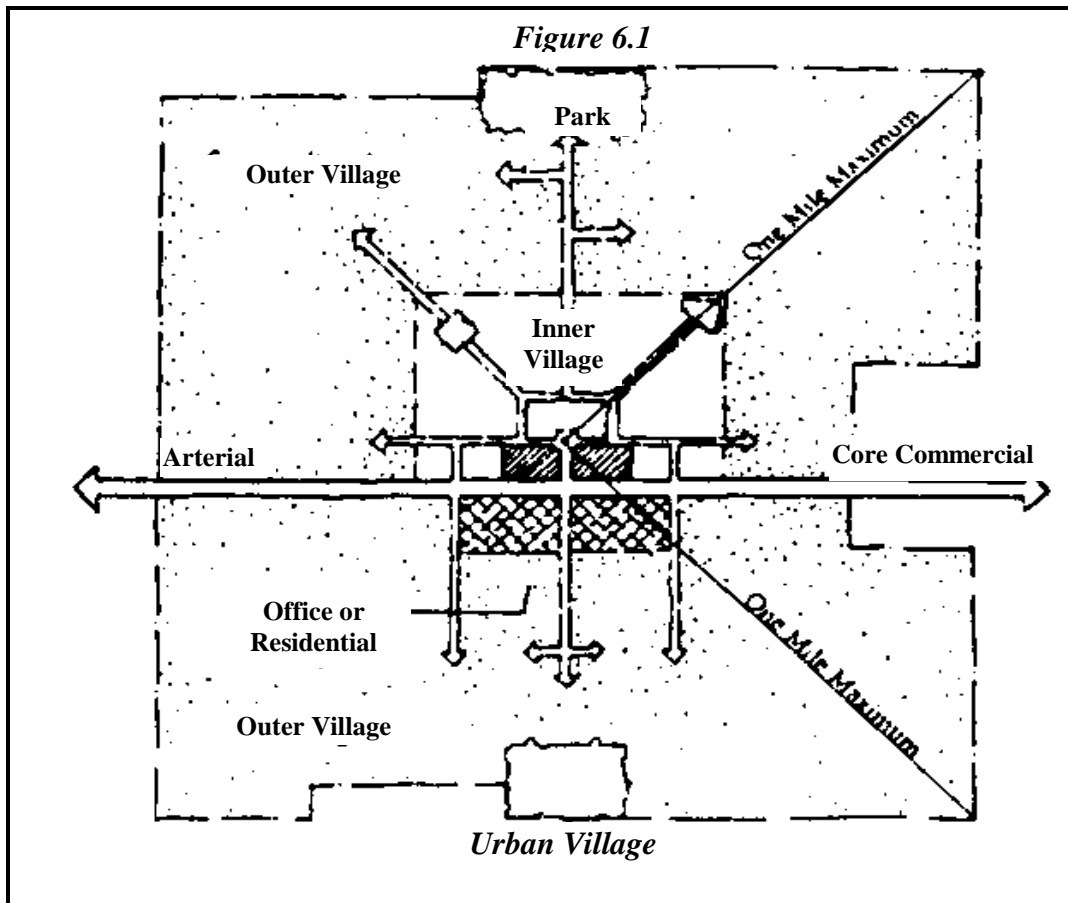 Figure 6.1
Park
Outer Village
One Mile Maximum
Inner
Village
Arterial
Core Commercial
Office or
Residential
One Mile Maximum
Outer Village
Urban Village